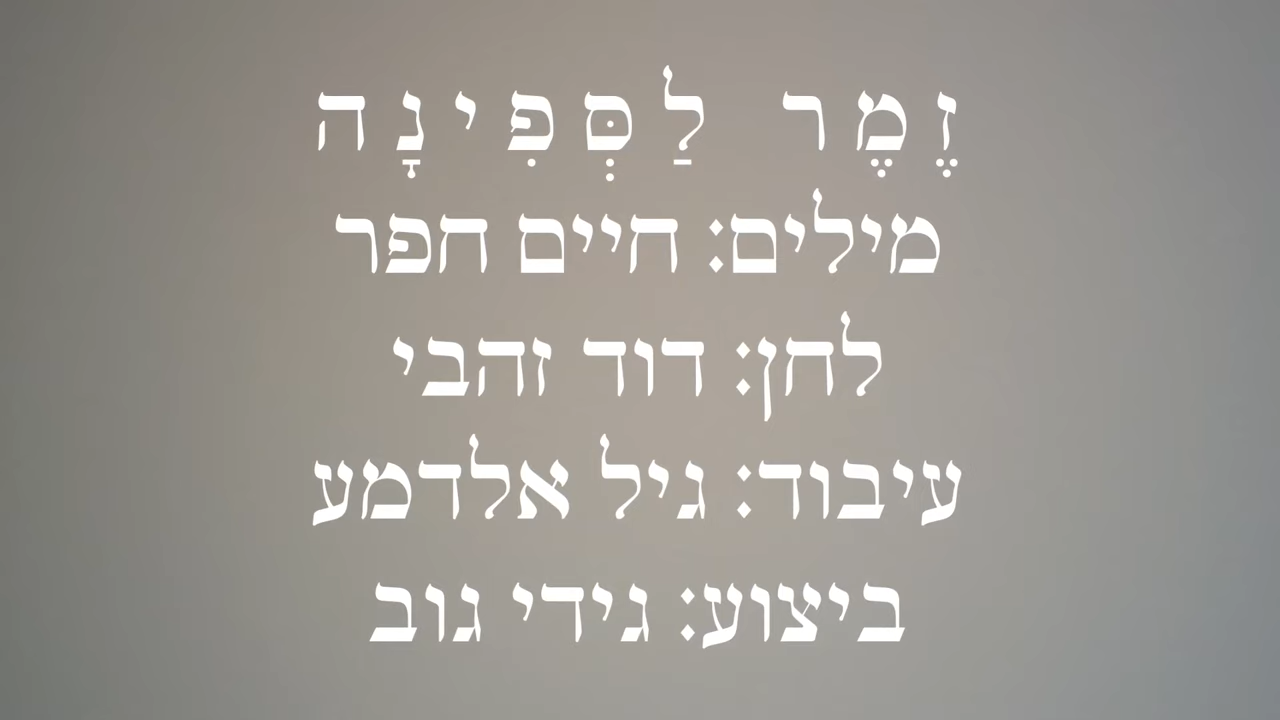 זֶמֶר לַסְּפִינָה
מילים: חיים חפר
לחן: דוד זהבי
עיבוד: גיל אלדמע
ביצוע: גידי גוב